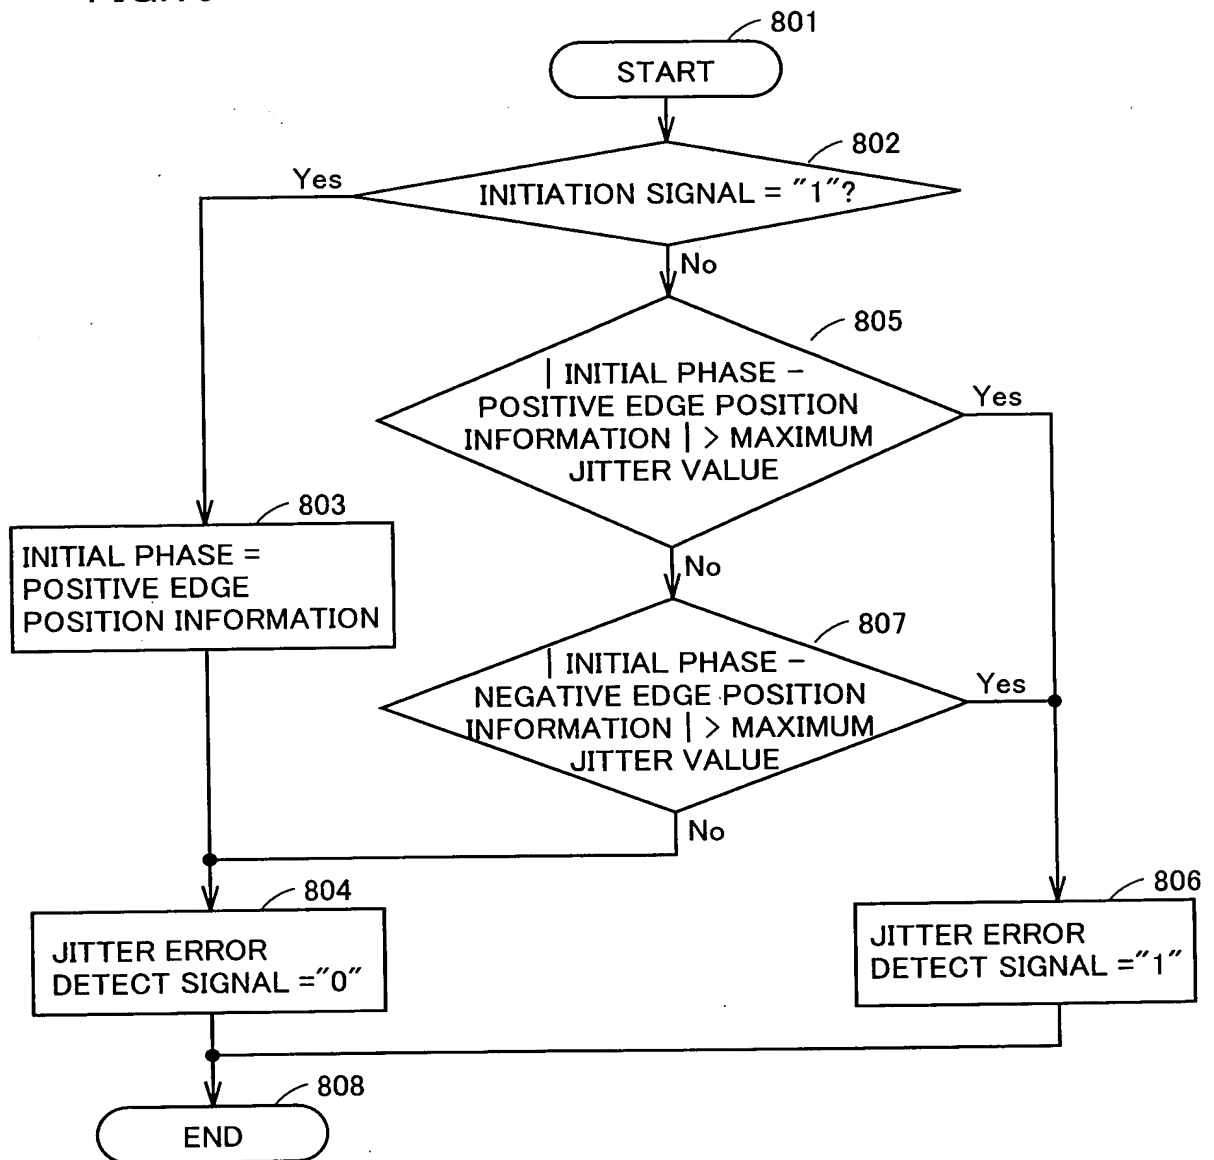 801
START
802
Yes
INITIATION SIGNAL = "1"?
No
805
| INITIAL PHASE –
POSITIVE EDGE POSITION
INFORMATION | > MAXIMUM
JITTER VALUE
Yes
803
INITIAL PHASE =
POSITIVE EDGE
POSITION INFORMATION
No
807
| INITIAL PHASE –
NEGATIVE EDGE POSITION
INFORMATION | > MAXIMUM
JITTER VALUE
Yes
No
804
JITTER ERROR
DETECT SIGNAL ="0"
806
JITTER ERROR
DETECT SIGNAL ="1"
808
END